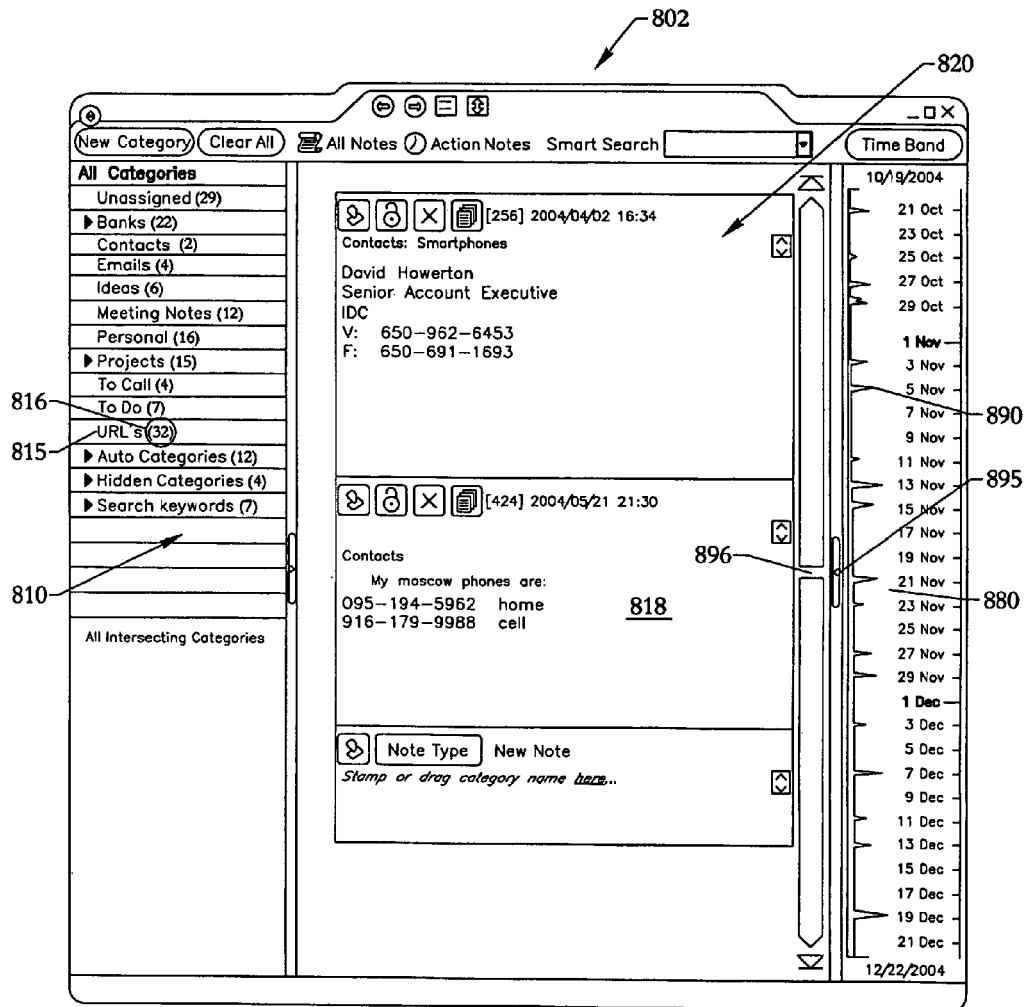 802
820
New Category
Clear All
All Notes
Action Notes
Smart Search
Time Band
All Categories
Unassigned (29)
Banks (22)
Contacts (2)
Emails (4)
Ideas (6)
Meeting Notes (12)
Personal (16)
Projects (15)
To Call (4)
To Do (7)
URL's (32)
Auto Categories (12)
Hidden Categories (4)
Search keywords (7)
All Intersecting Categories
816
815
810
[256] 2004/04/02 16:34
Contacts: Smartphones
David Howerton
Senior Account Executive
IDC
V: 650-962-6453
F: 650-691-1693
[424] 2004/05/21 21:30
Contacts
My moscow phones are:
095-194-5962 home
916-179-9988 cell
818
896
Note Type
New Note
Stamp or drag category name here...
10/19/2004
21 Oct
23 Oct
25 Oct
27 Oct
29 Oct
1 Nov
3 Nov
5 Nov
7 Nov
9 Nov
11 Nov
13 Nov
15 Nov
17 Nov
19 Nov
21 Nov
23 Nov
25 Nov
27 Nov
29 Nov
1 Dec
3 Dec
5 Dec
7 Dec
9 Dec
11 Dec
13 Dec
15 Dec
17 Dec
19 Dec
21 Dec
12/22/2004
890
895
880